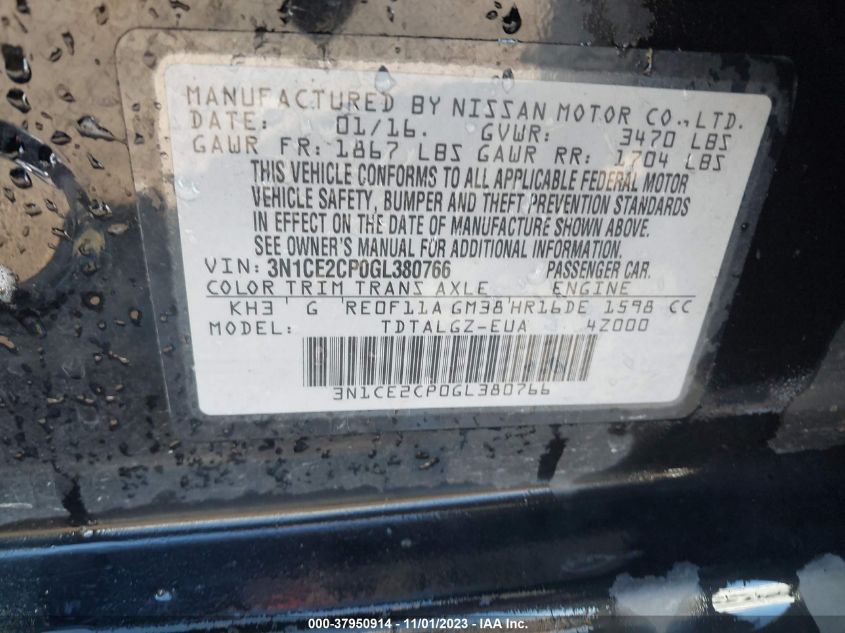 MANUFACTURED BY NISSAN MOTOR CO., LTD.
DATE: 01/16. GVWR: 3470 LBS
GAWR FR: 1867 LBS GAWR RR: 1704 LBS
THIS VEHICLE CONFORMS TO ALL APPLICABLE FEDERAL MOTOR
VEHICLE SAFETY, BUMPER AND THEFT PREVENTION STANDARDS
IN EFFECT ON THE DATE OF MANUFACTURE SHOWN ABOVE.
SEE OWNER'S MANUAL FOR ADDITIONAL INFORMATION.
VIN: 3N1CE2CP0GL380766 PASSENGER CAR.
COLOR TRIM TRANS AXLE ENGINE
KH3 ' G ' RE0F11A GM38'HR16DE 1598 CC
MODEL: TDTALGZ-EUA 4Z000
3N1CE2CP0GL380766
000-37950914 - 11/01/2023 - IAA Inc.